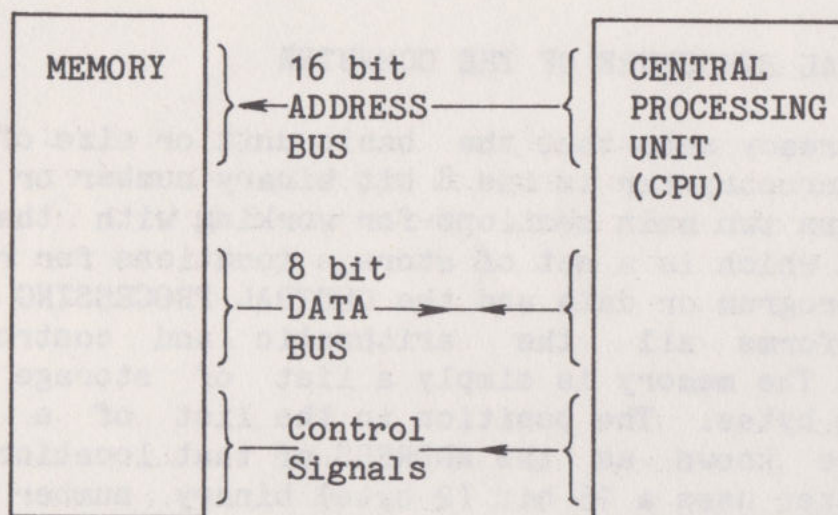 MEMORY
16 bit
ADDRESS
BUS
CENTRAL
PROCESSING
UNIT
(CPU)
8 bit
DATA
BUS
Control
Signals